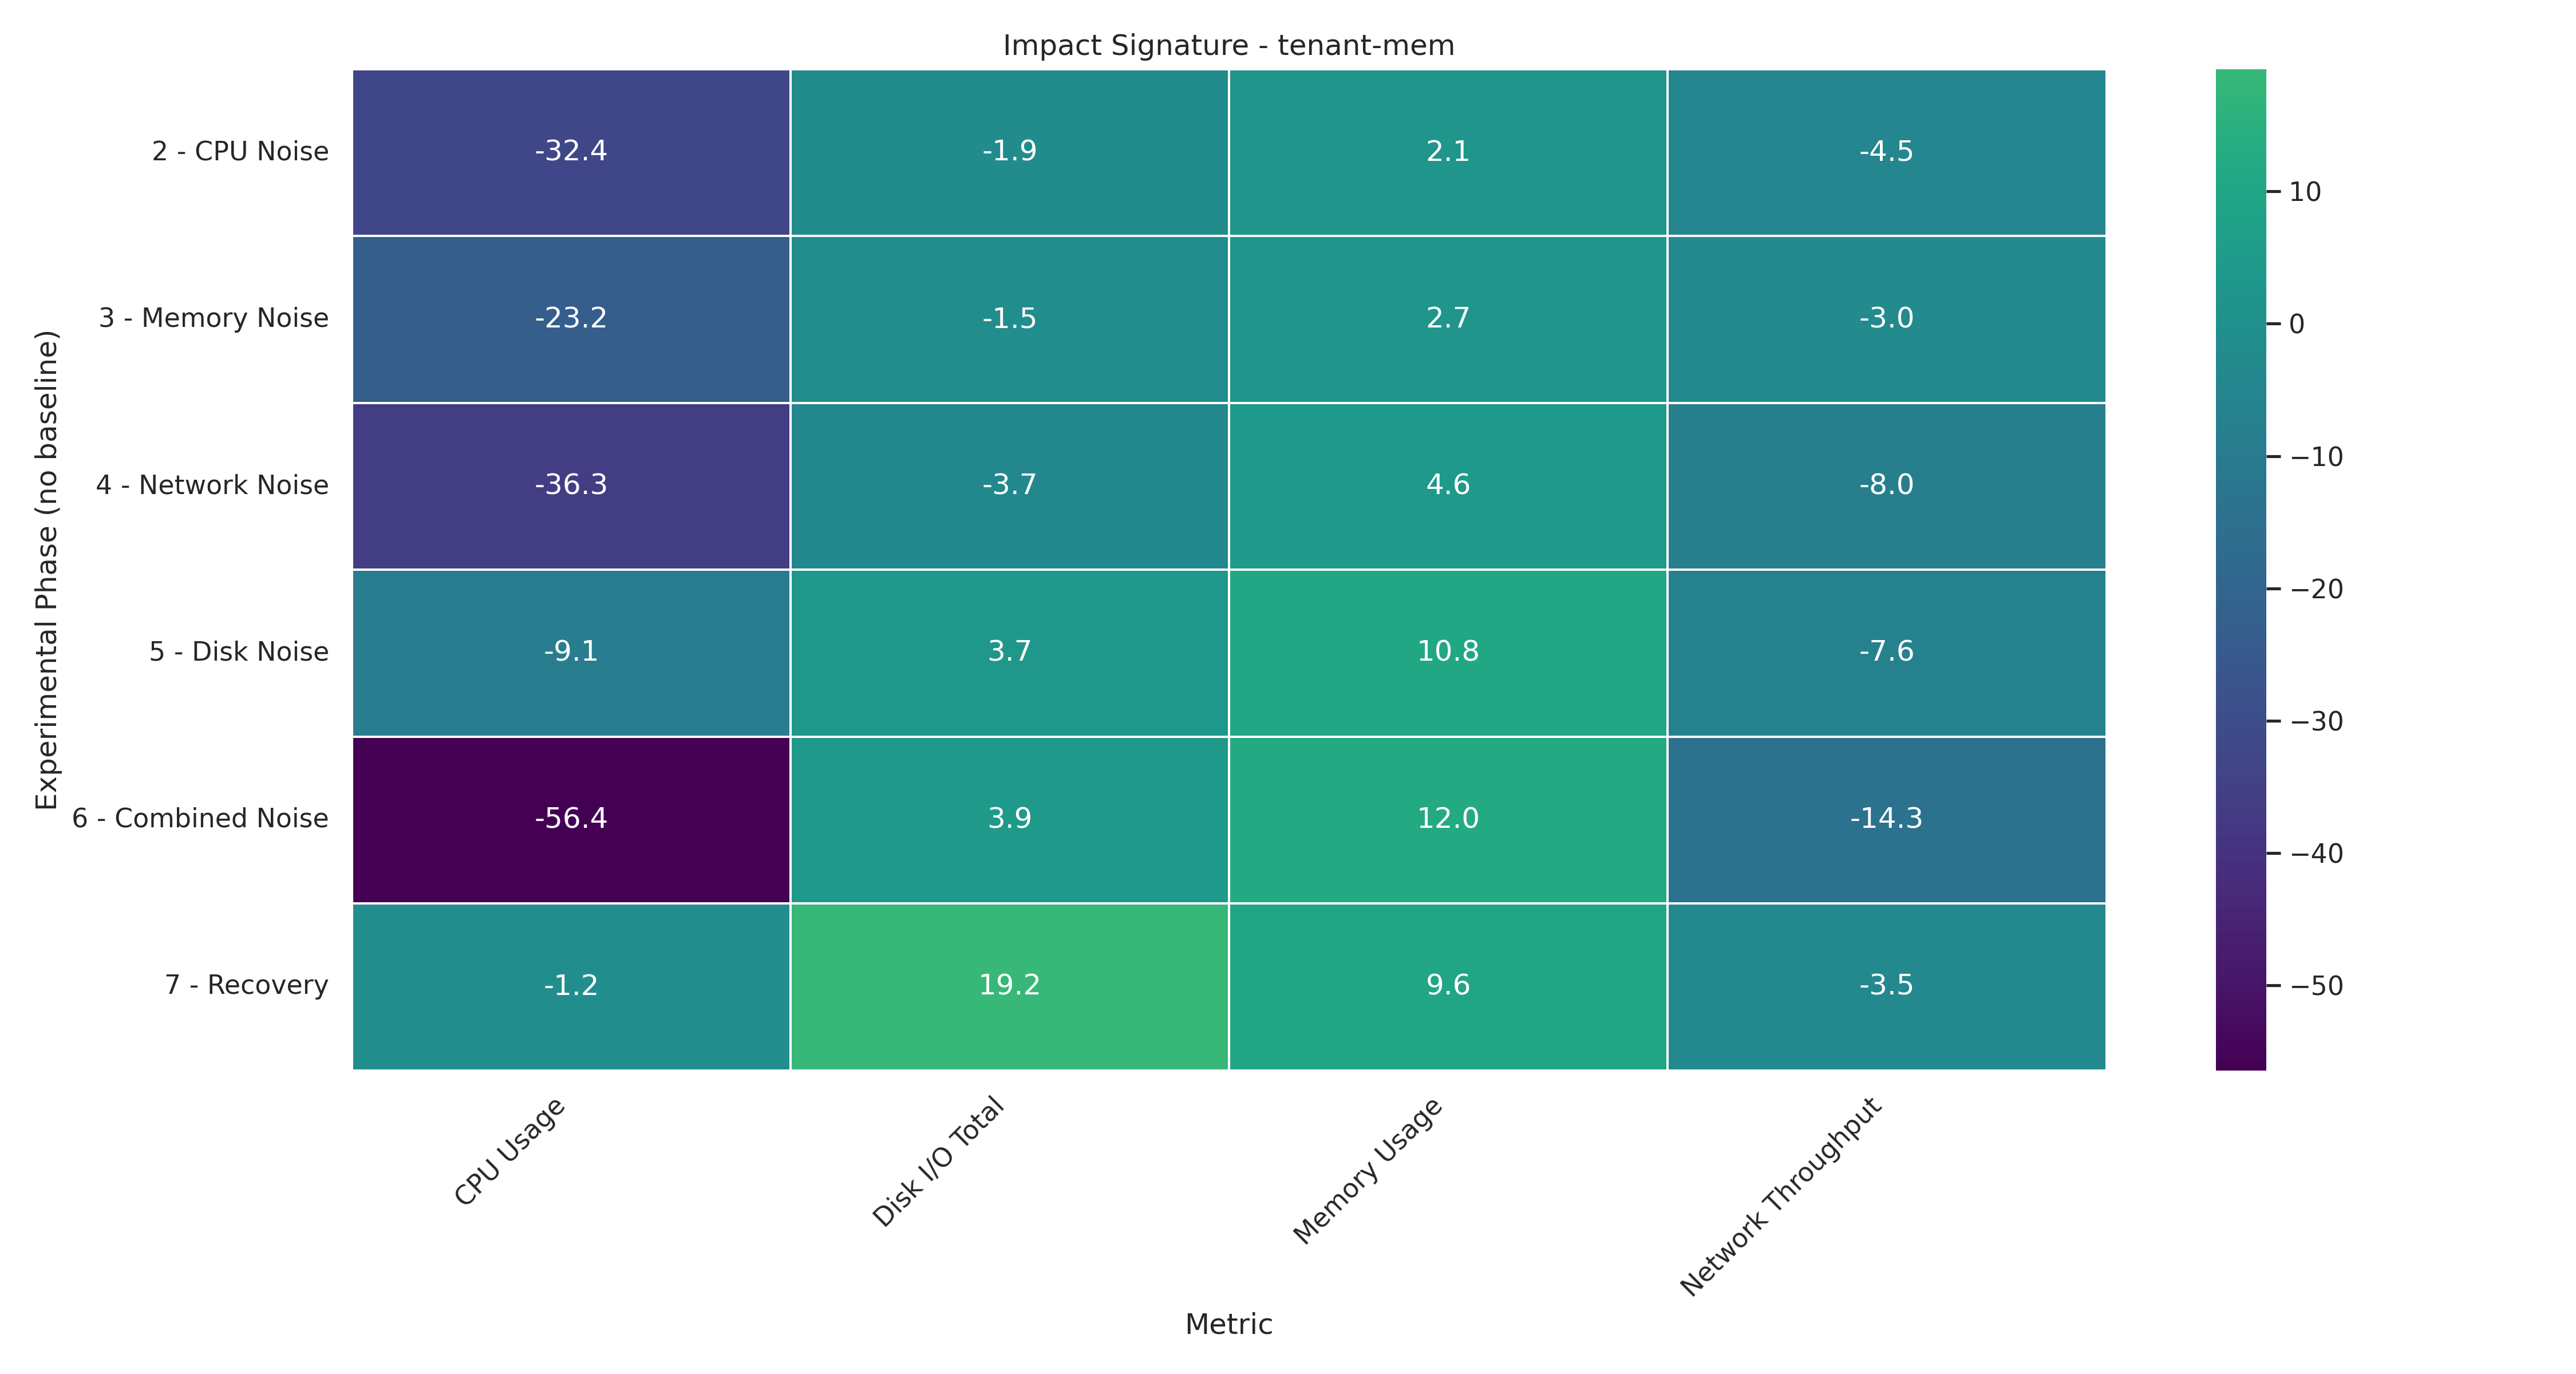 Impact Signature - tenant-mem
Experimental Phase (no baseline)
2 - CPU Noise -32.4 -1.9 2.1 -4.5
3 - Memory Noise -23.2 -1.5 2.7 -3.0
4 - Network Noise -36.3 -3.7 4.6 -8.0
5 - Disk Noise -9.1 3.7 10.8 -7.6
6 - Combined Noise -56.4 3.9 12.0 -14.3
7 - Recovery -1.2 19.2 9.6 -3.5
CPU Usage
Disk I/O Total
Memory Usage
Network Throughput
Metric
10
0
−10
−20
−30
−40
−50